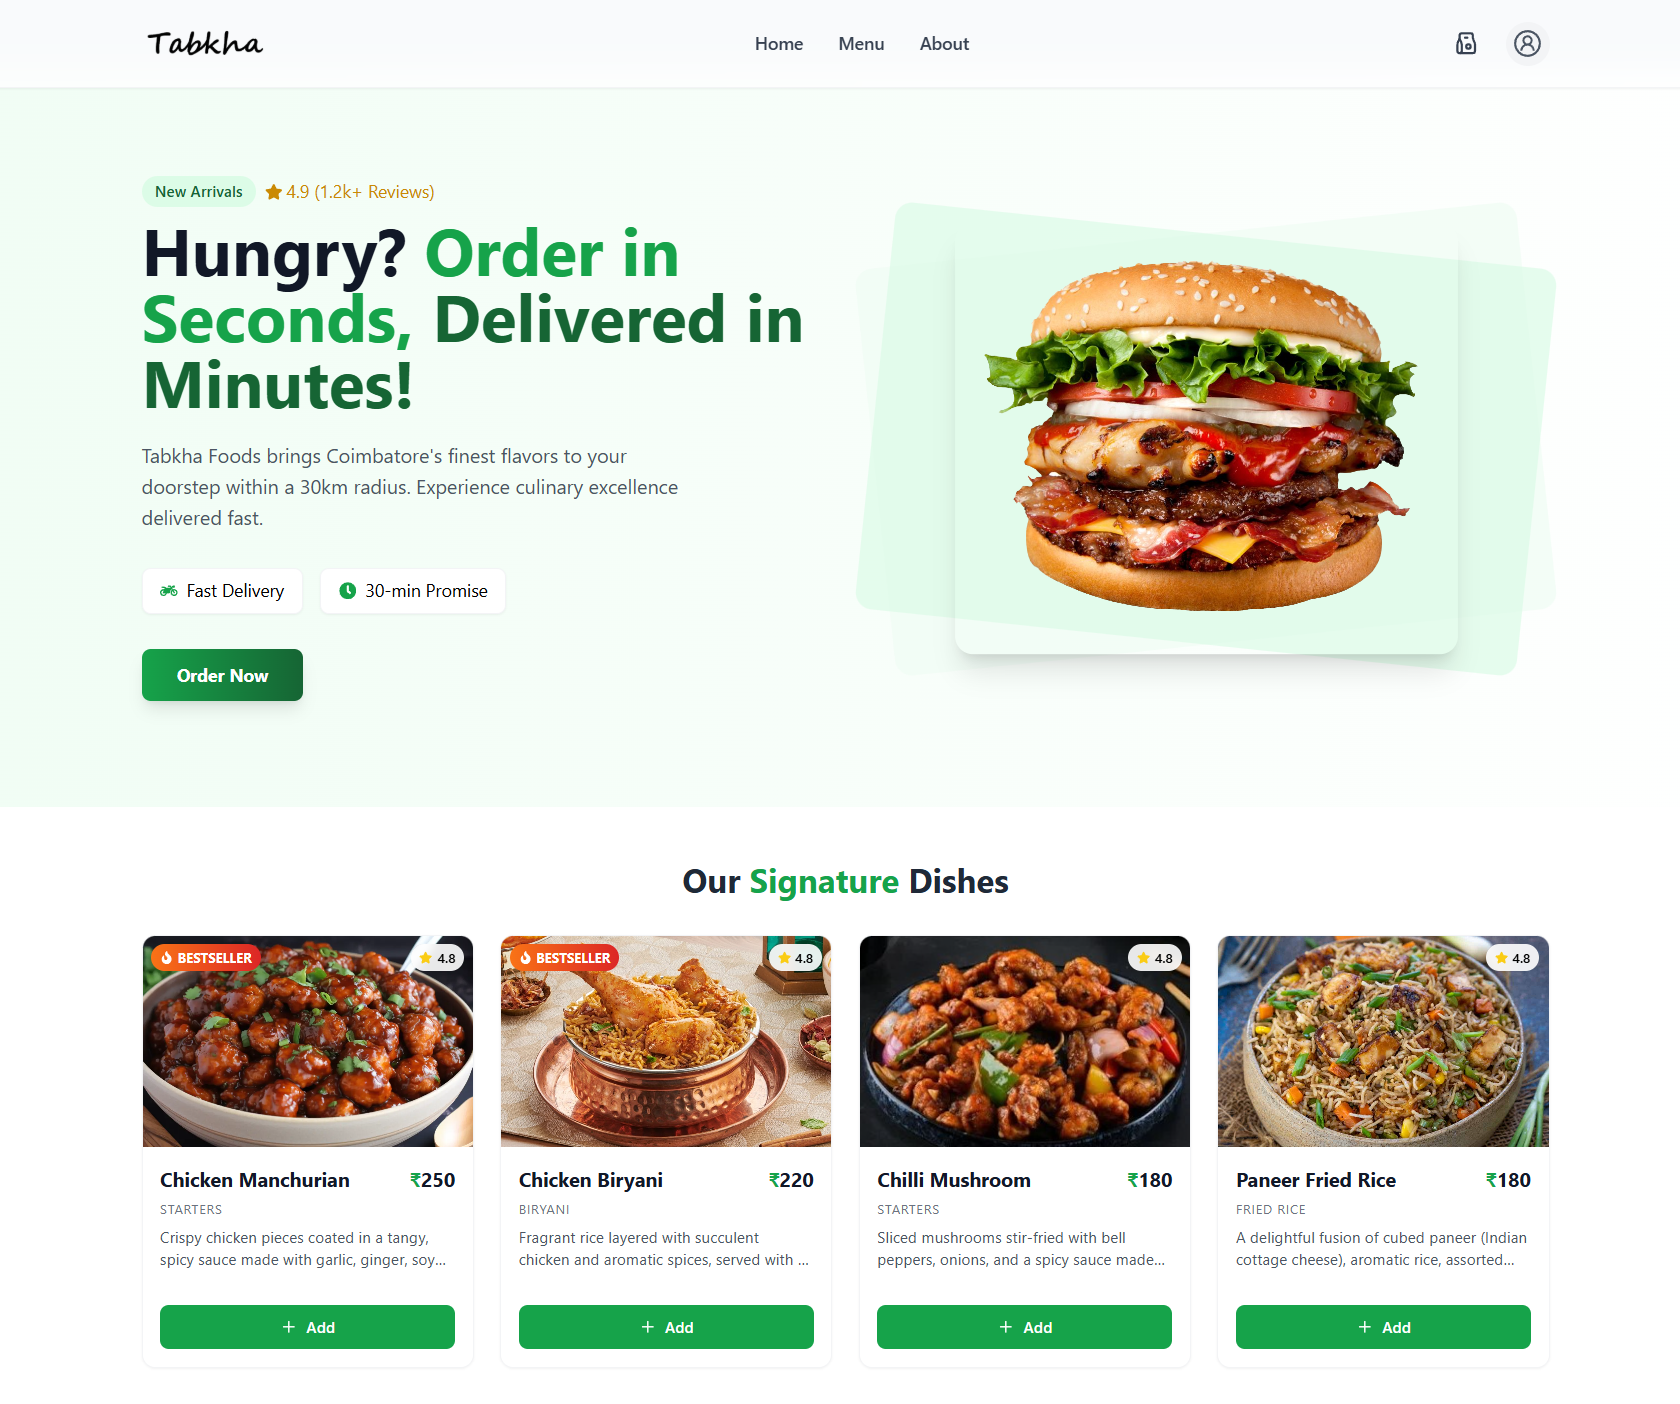 Tabkha
Home
Menu
About
New Arrivals
4.9 (1.2k+ Reviews)
Hungry? Order in
Seconds, Delivered in
Minutes!
Tabkha Foods brings Coimbatore's finest flavors to your
doorstep within a 30km radius. Experience culinary excellence
delivered fast.
Fast Delivery
30-min Promise
Order Now
Our Signature Dishes
BESTSELLER
4.8
Chicken Manchurian
₹250
STARTERS
Crispy chicken pieces coated in a tangy,
spicy sauce made with garlic, ginger, soy...
+ Add
BESTSELLER
4.8
Chicken Biryani
₹220
BIRYANI
Fragrant rice layered with succulent
chicken and aromatic spices, served with ...
+ Add
4.8
Chilli Mushroom
₹180
STARTERS
Sliced mushrooms stir-fried with bell
peppers, onions, and a spicy sauce made...
+ Add
4.8
Paneer Fried Rice
₹180
FRIED RICE
A delightful fusion of cubed paneer (Indian
cottage cheese), aromatic rice, assorted...
+ Add